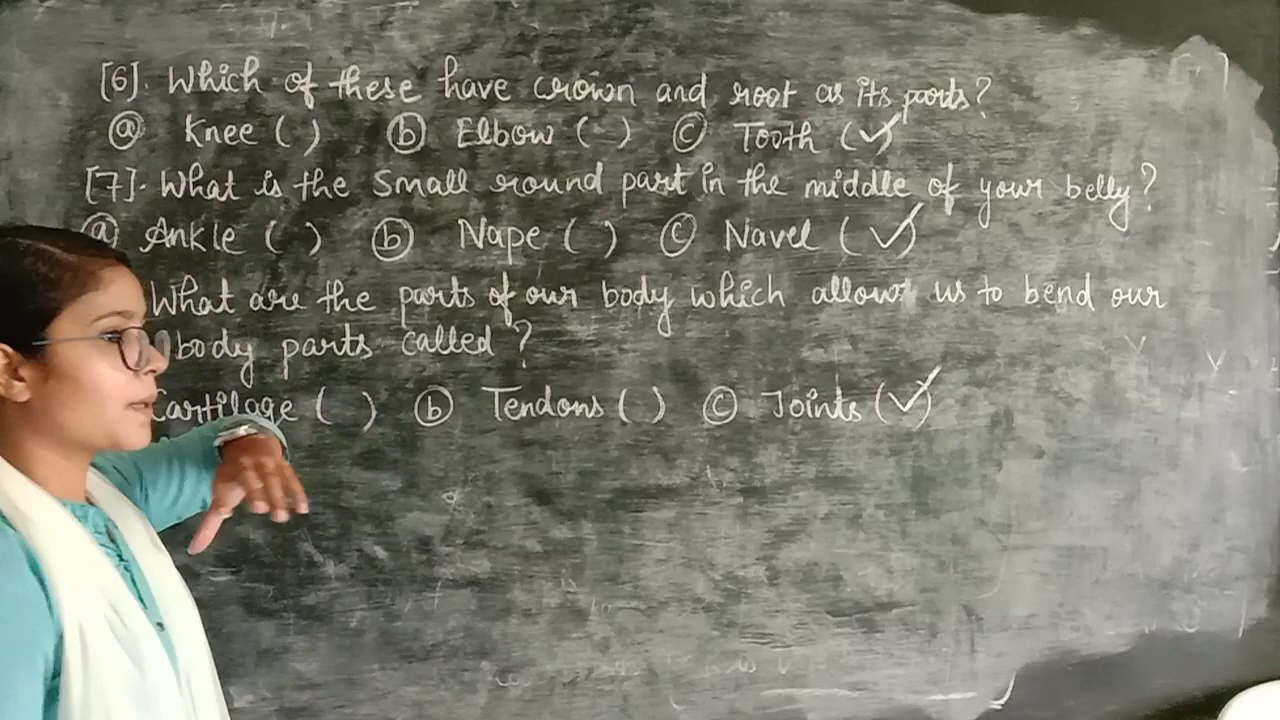 [6]. Which of these have crown and root as its parts?
(a) Knee ( ) (b) Elbow ( ) (c) Tooth (✓)
[7]. What is the small round part in the middle of your belly?
(a) Ankle ( ) (b) Nape ( ) (c) Navel (✓)
What are the parts of our body which allows us to bend our
body parts called?
Cartilage ( ) (b) Tendons ( ) (c) Joints (✓)